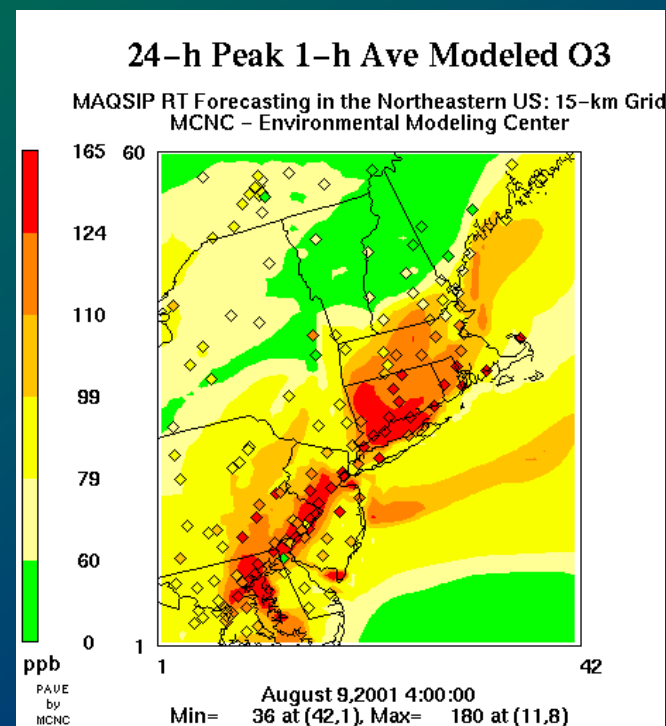 24-h Peak 1-h Ave Modeled O3
MAQSIP RT Forecasting in the Northeastern US: 15-km Grid
MCNC - Environmental Modeling Center
165
124
110
99
79
60
0
ppb
60
1
1
42
PAVE
by
MCNC
August 9,2001 4:00:00
Min= 36 at (42,1), Max= 180 at (11,8)